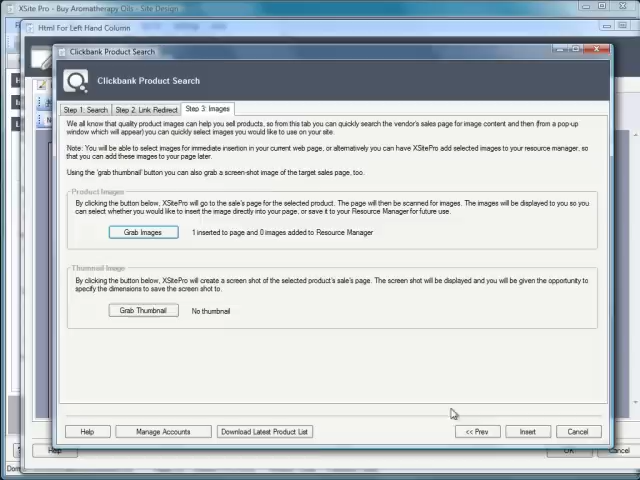 XSite Pro - Buy Aromatherapy Oils - Site Design
Html For Left Hand Column
Clickbank Product Search
Clickbank Product Search
Step 1: Search
Step 2: Link Redirect
Step 3: Images
We all know that quality product images can help you sell products, so from this tab you can quickly search the vendor's sales page for image content and then (from a pop-up
window which will appear) you can quickly select images you would like to use on your site.
Note: You will be able to select images for immediate insertion in your current web page, or alternatively you can have XSitePro add selected images to your resource manager, so
that you can add these images to your page later.
Using the 'grab thumbnail' button you can also grab a screen-shot image of the target sales page, too.
Product Images
By clicking the button below, XSitePro will go to the sale's page for the selected product. The page will then be scanned for images. The images will be displayed to you so you
can select whether you would like to insert the image directly into your page, or save it to your Resource Manager for future use.
Grab Images
1 inserted to page and 0 images added to Resource Manager
Thumbnail Image
By clicking the button below, XSitePro will create a screen shot of the selected product's sale's page. The screen shot will be displayed and you will be given the opportunity to
specify the dimensions to save the screen shot to.
Grab Thumbnail
No thumbnail
Help
Manage Accounts
Download Latest Product List
<< Prev
Insert
Cancel
Help
OK
Cancel